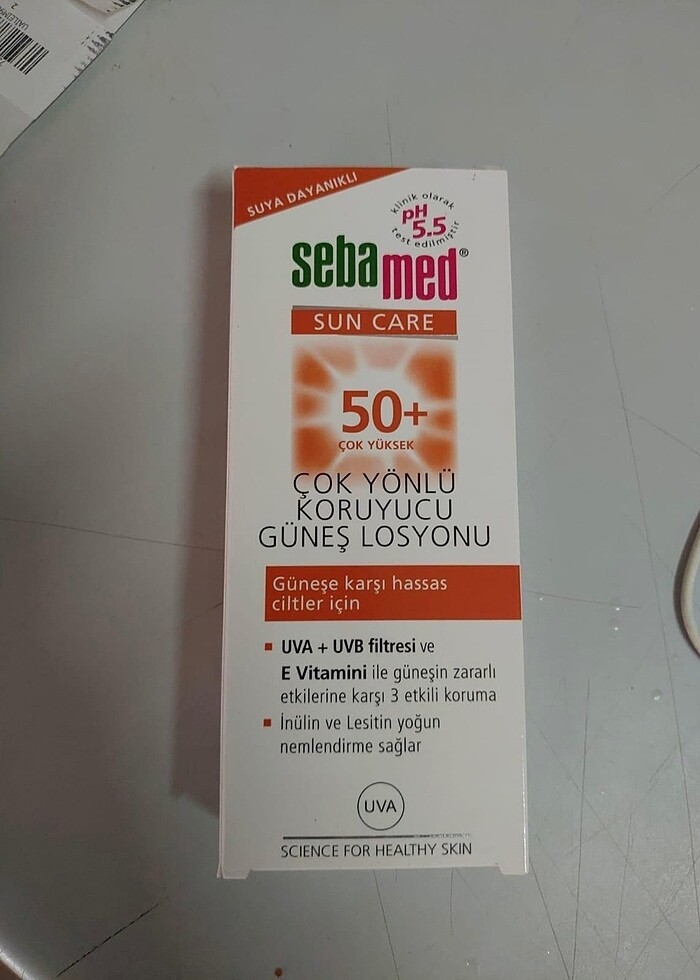 SUYA DAYANIKLI
klinik olarak
pH
5.5
test edilmiştir
sebamed®
SUN CARE
50+
ÇOK YÜKSEK
ÇOK YÖNLÜ
KORUYUCU
GÜNEŞ LOSYONU
Güneşe karşı hassas
ciltler için
UVA + UVB filtresi ve
E Vitamini ile güneşin zararlı
etkilerine karşı 3 etkili koruma
İnülin ve Lesitin yoğun
nemlendirme sağlar
UVA
SCIENCE FOR HEALTHY SKIN